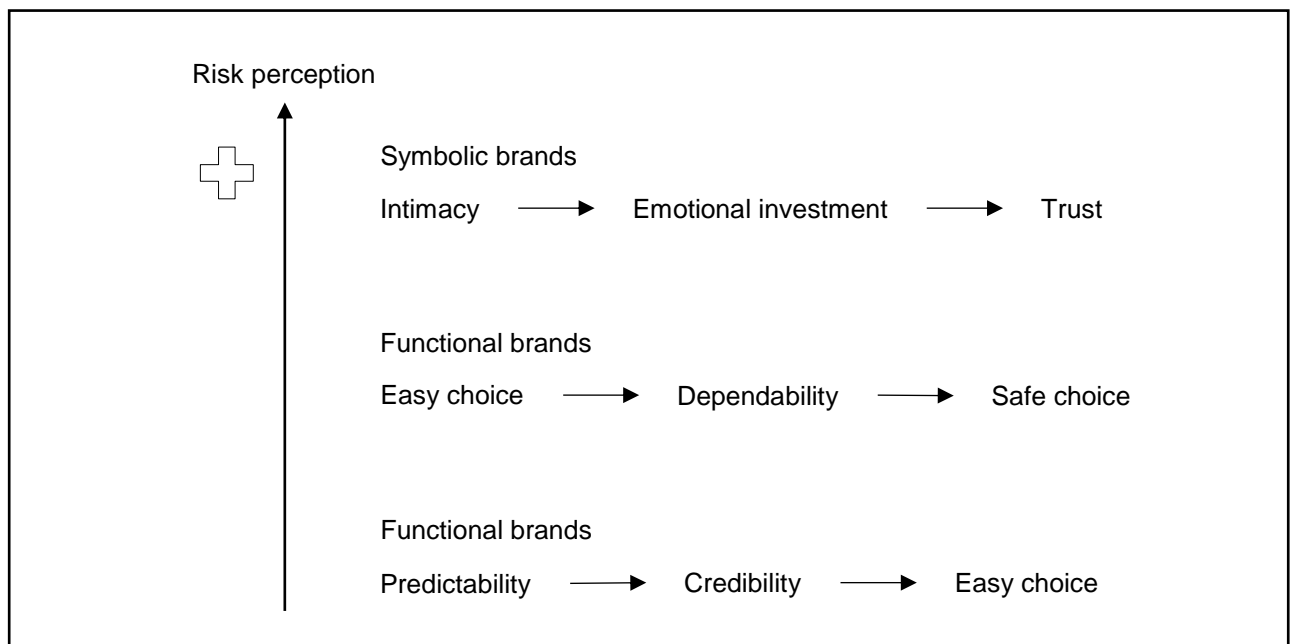 Risk perception
Symbolic brands
Intimacy Emotional investment Trust
Functional brands
Easy choice Dependability Safe choice
Functional brands
Predictability Credibility Easy choice